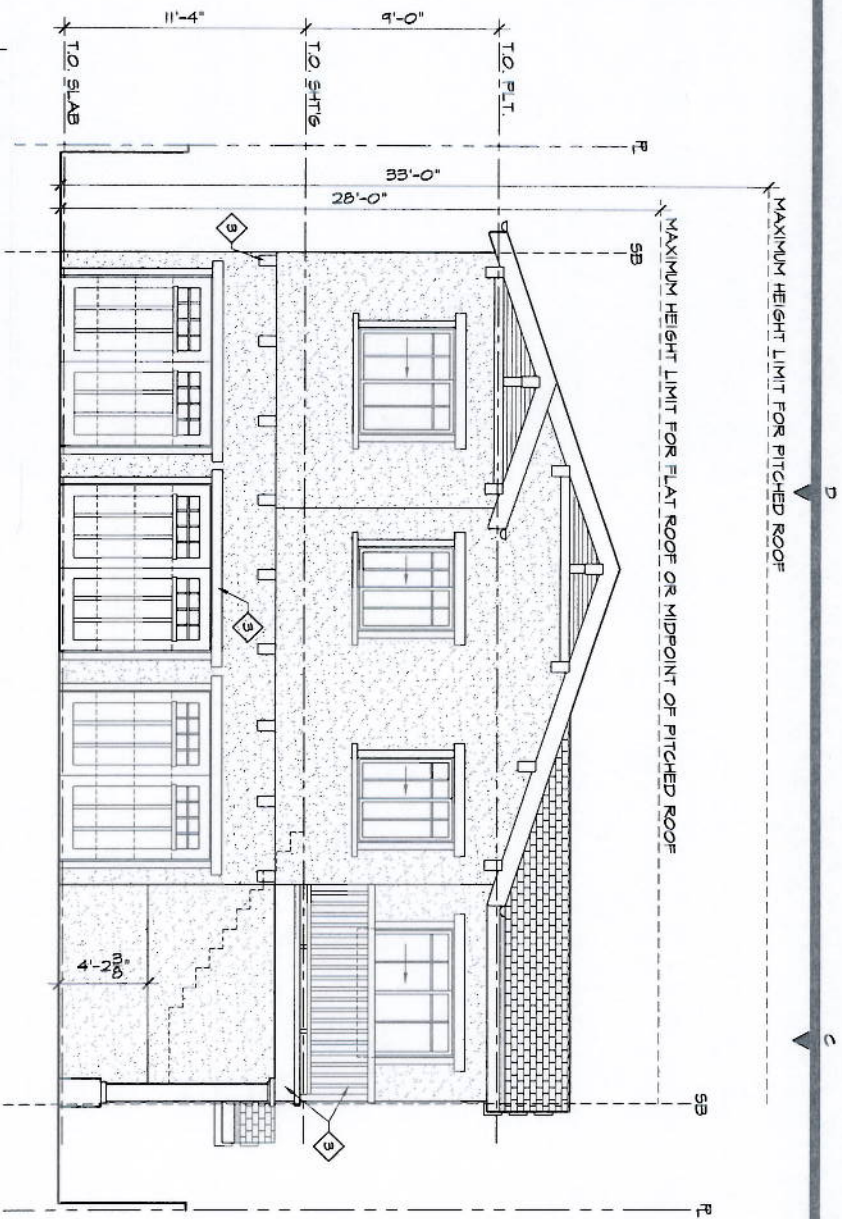 D
C
MAXIMUM HEIGHT LIMIT FOR PITCHED ROOF
MAXIMUM HEIGHT LIMIT FOR FLAT ROOF OR MIDPOINT OF PITCHED ROOF
PL
SB
SB
PL
33'-0"
28'-0"
T.O. PLT.
9'-0"
T.O. SHT'G
11'-4"
T.O. SLAB
3
3
3
4'-2 3/8"